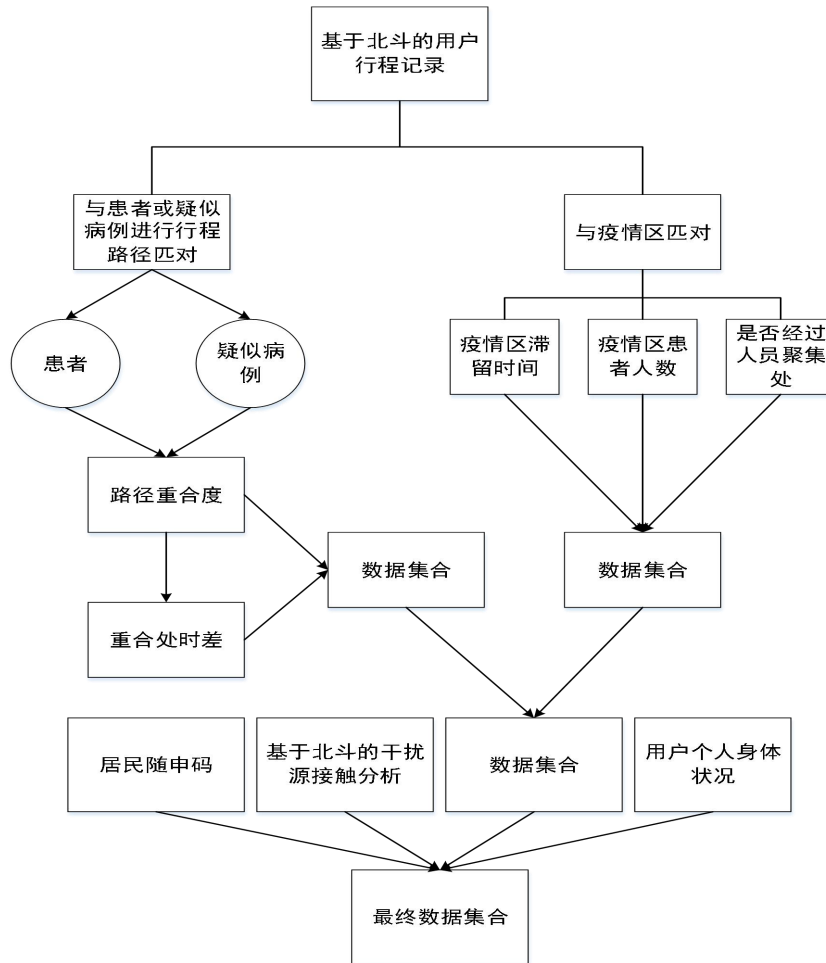 基于北斗的用户
行程记录
与患者或疑似
病例进行行程
路径匹对
与疫情区匹对
患者
疑似病
例
疫情区滞
留时间
疫情区患
者人数
是否经过
人员聚集
处
路径重合度
数据集合
数据集合
重合处时差
居民随申码
基于北斗的干扰
源接触分析
数据集合
用户个人身体
状况
最终数据集合